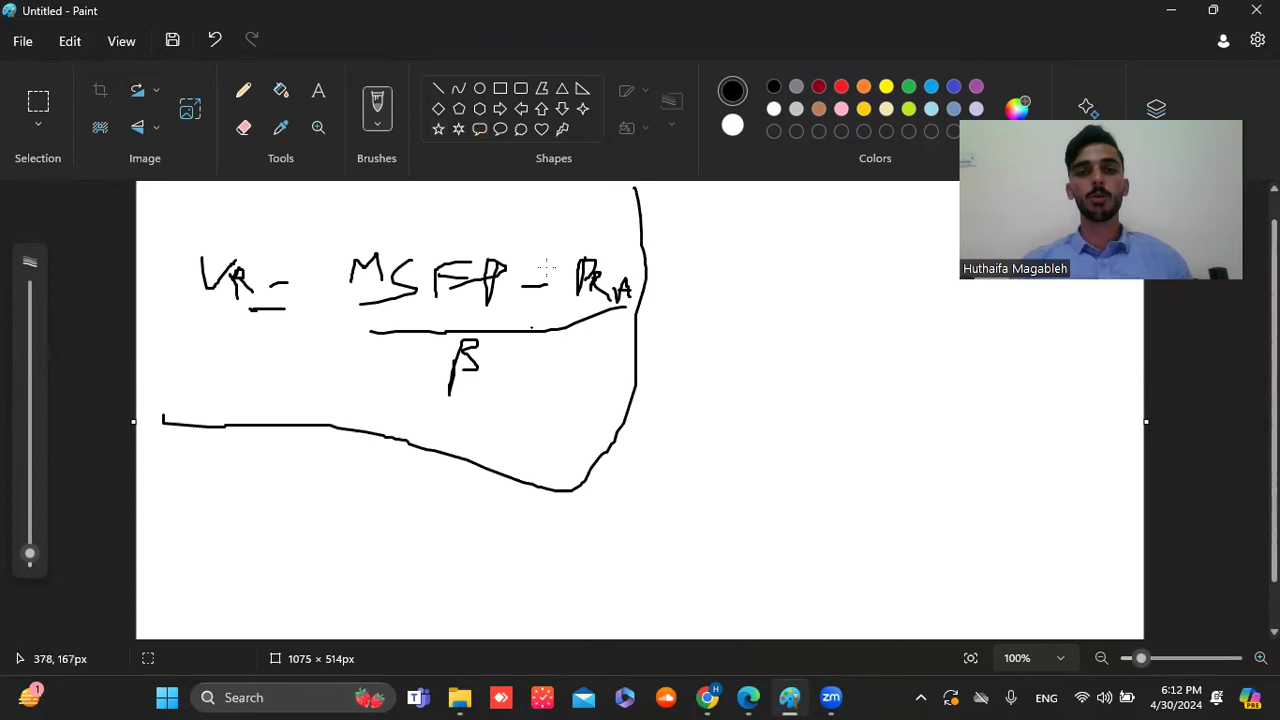 Untitled - Paint
File Edit View
Selection Image Tools Brushes Shapes Colors
Huthaifa Magableh
VR = MSFP - PRA
β
378, 167px 1075 × 514px 100%
Search ENG 6:12 PM
4/30/2024